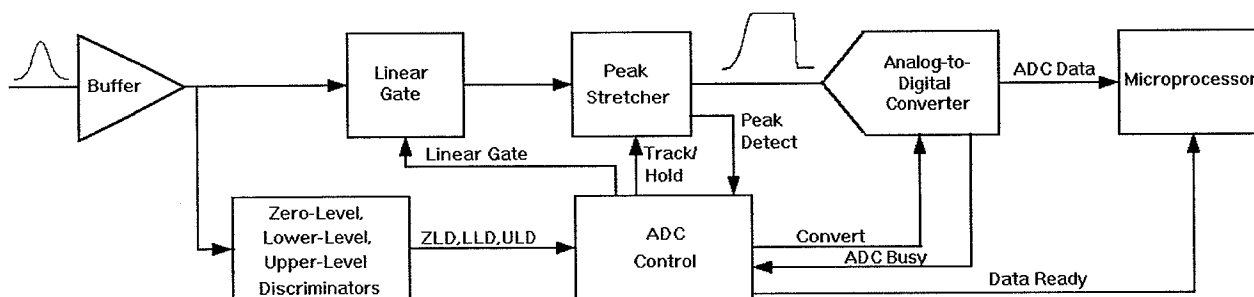 Buffer
Linear
Gate
Peak
Stretcher
Analog-to-
Digital
Converter
ADC Data
Microprocessor
Linear Gate
Track/
Hold
Peak
Detect
Zero-Level,
Lower-Level,
Upper-Level
Discriminators
ZLD,LLD,ULD
ADC
Control
Convert
ADC Busy
Data Ready